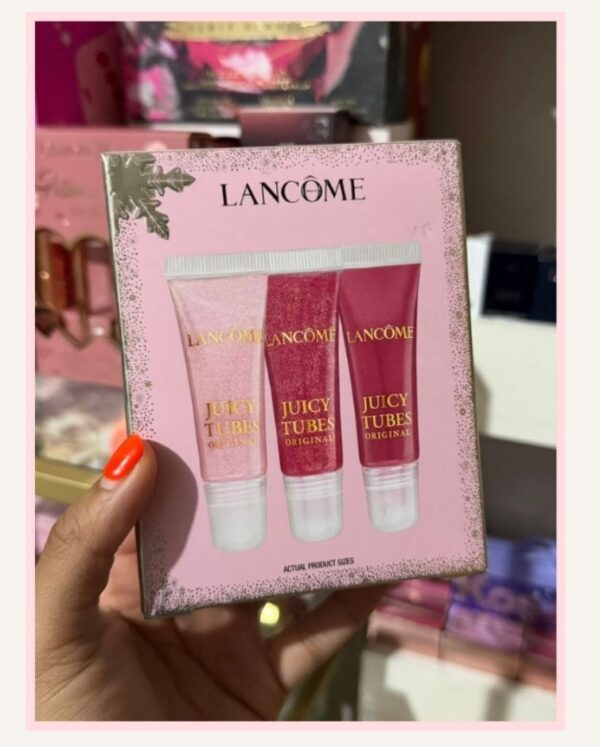 LANCÔME
LANCÔME
JUICY
TUBES
ORIGINAL
LANCÔME
JUICY
TUBES
ORIGINAL
LANCÔME
JUICY
TUBES
ORIGINAL
ACTUAL PRODUCT SIZES